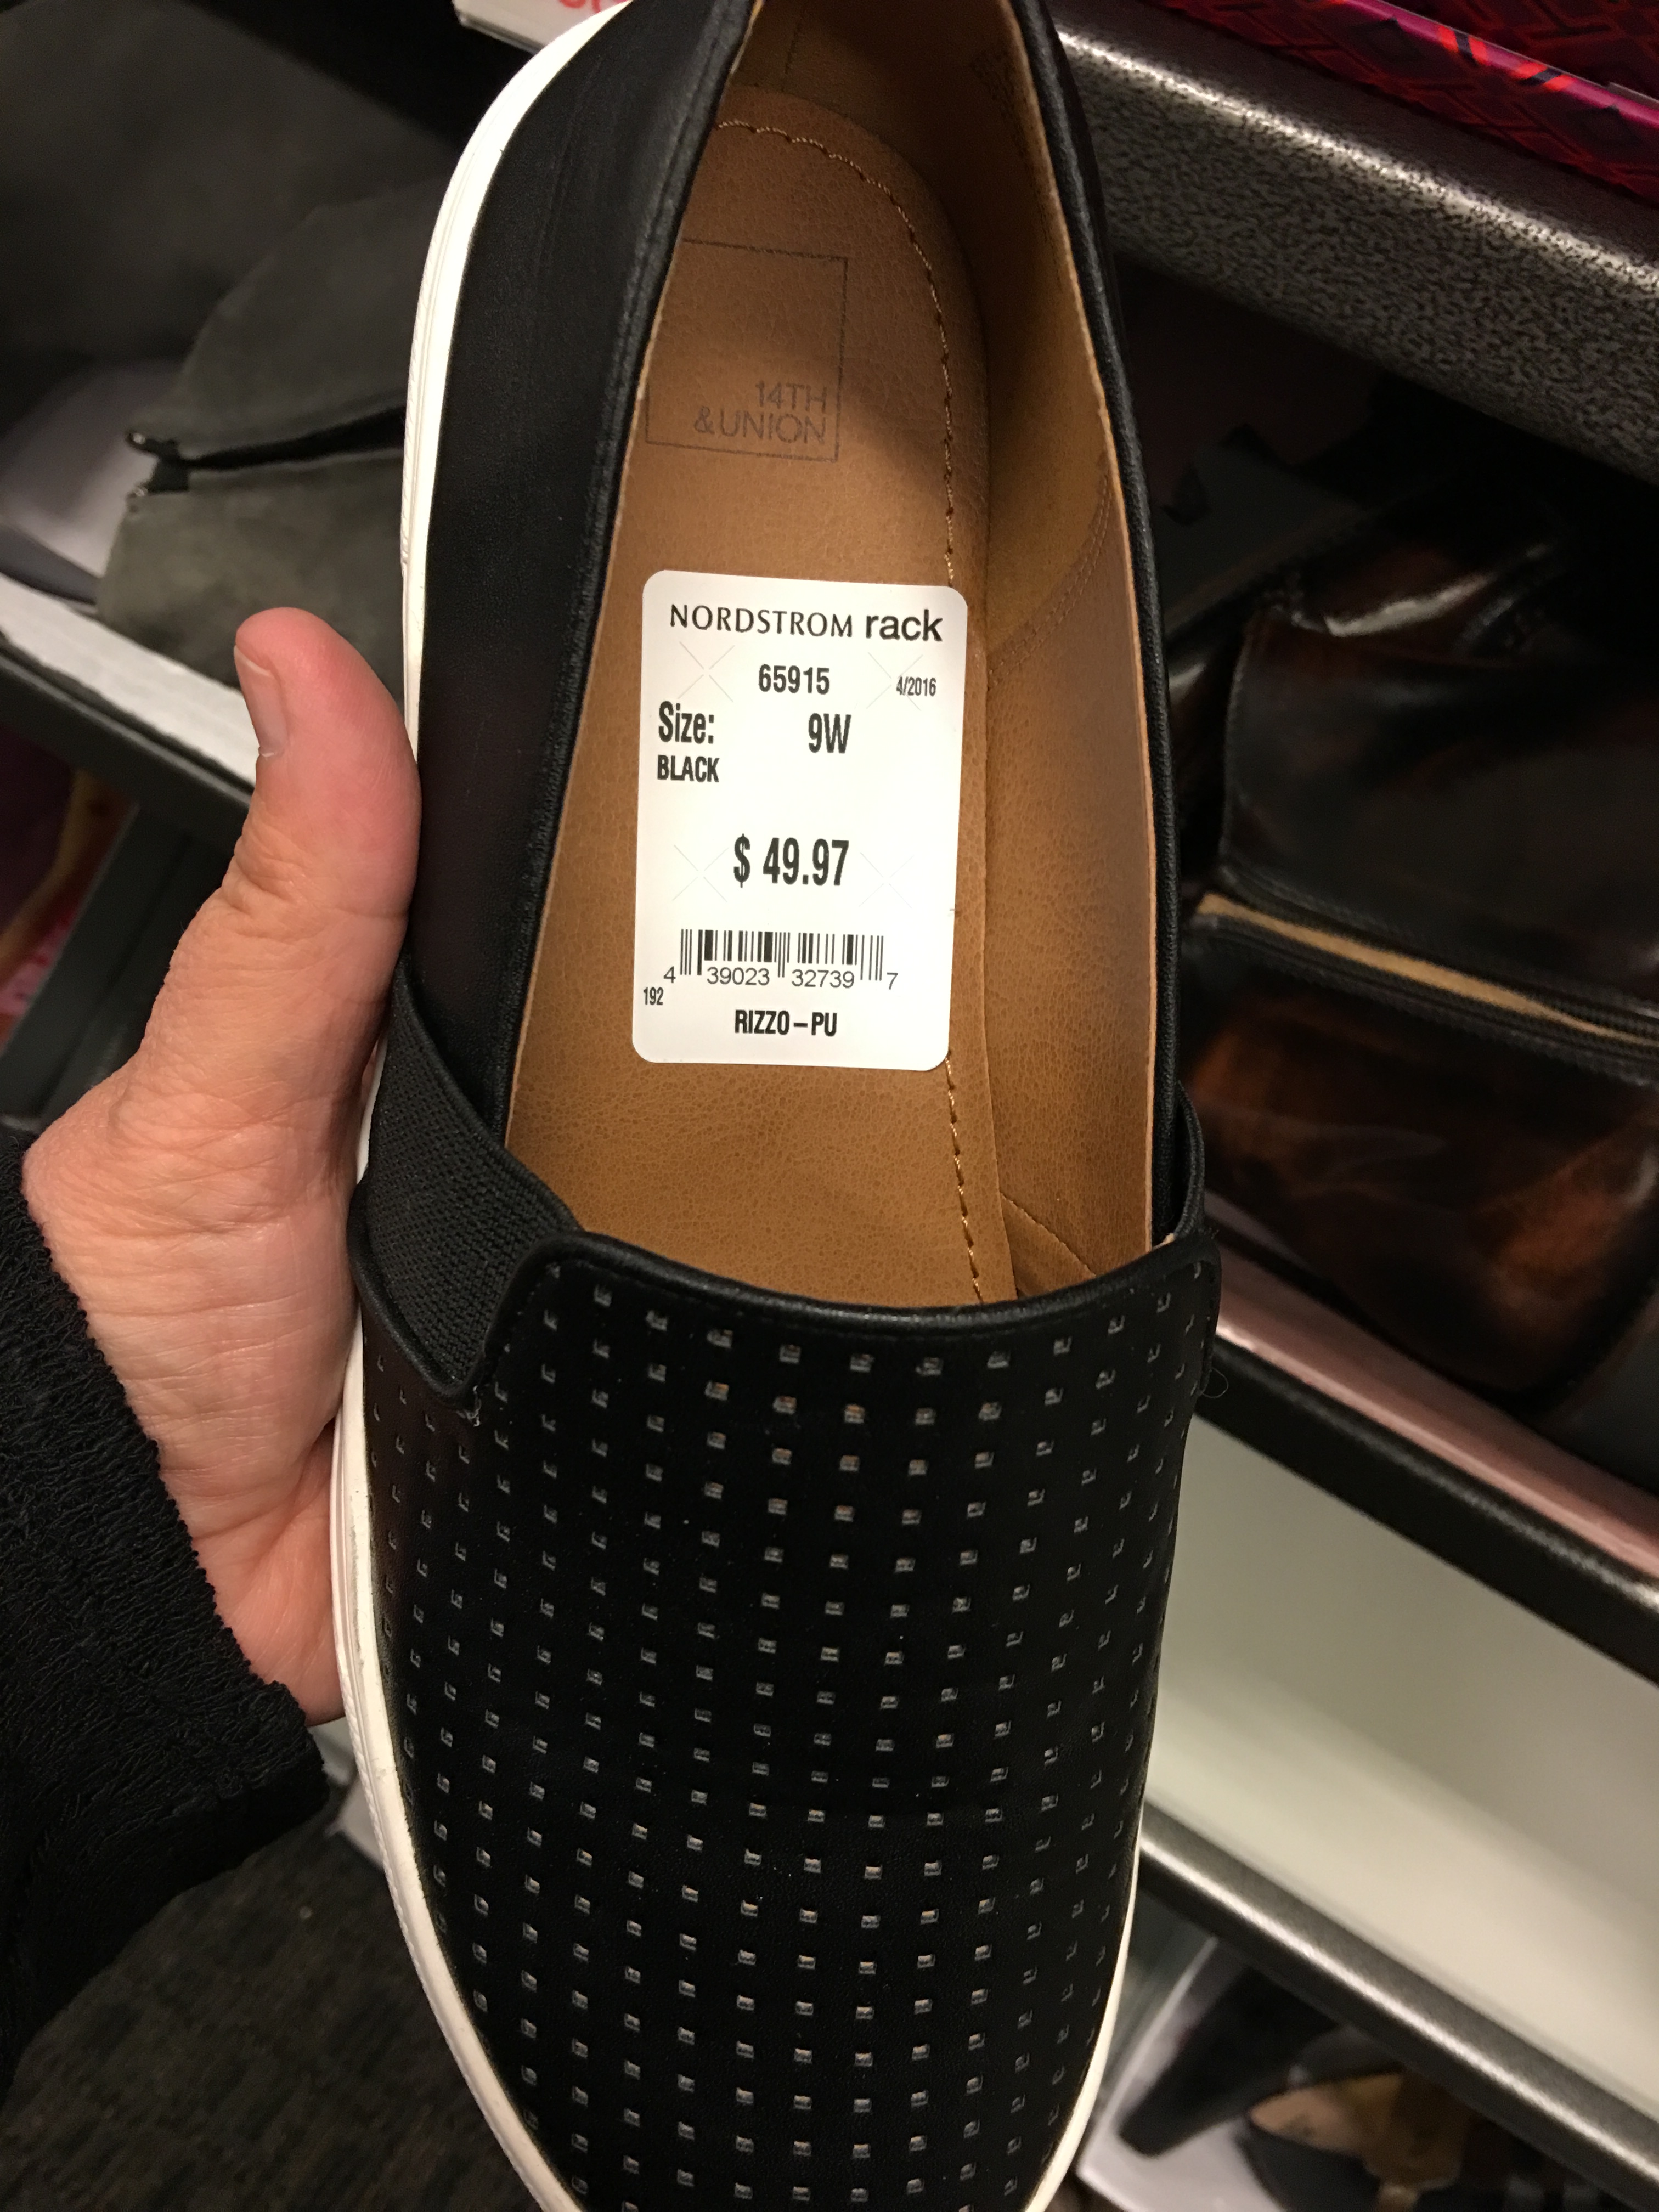 14TH
&UNION
NORDSTROM rack
65915 4/2016
Size: 9W
BLACK
$ 49.97
4 39023 32739 7
192
RIZZO-PU